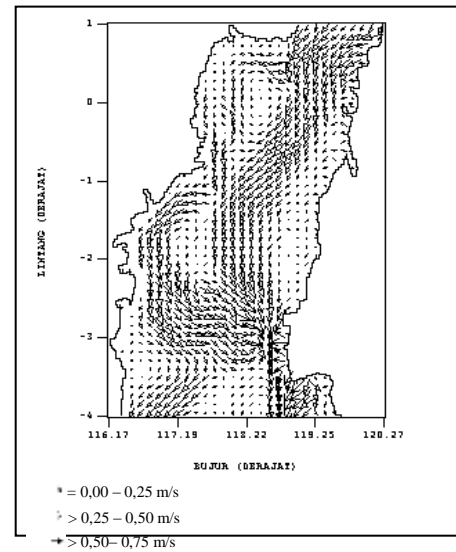 1
0
-1
-2
-3
-4
LINTANG (DERAJAT)
116.17 117.19 118.22 119.25 120.27
BUJUR (DERAJAT)
= 0,00 – 0,25 m/s
> 0,25 – 0,50 m/s
> 0,50– 0,75 m/s